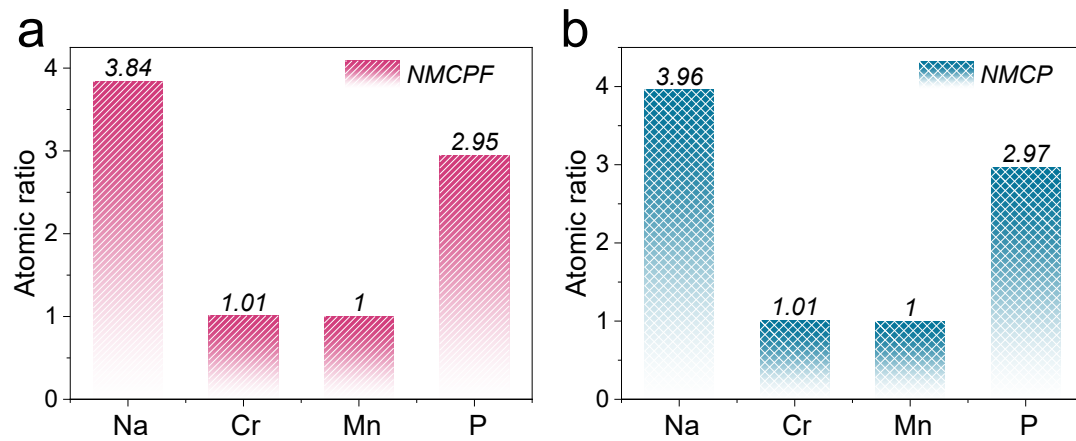 a
NMCPF
Atomic ratio
4
3
2
1
0
3.84
1.01
1
2.95
Na Cr Mn P
b
NMCP
Atomic ratio
4
3
2
1
0
3.96
1.01
1
2.97
Na Cr Mn P